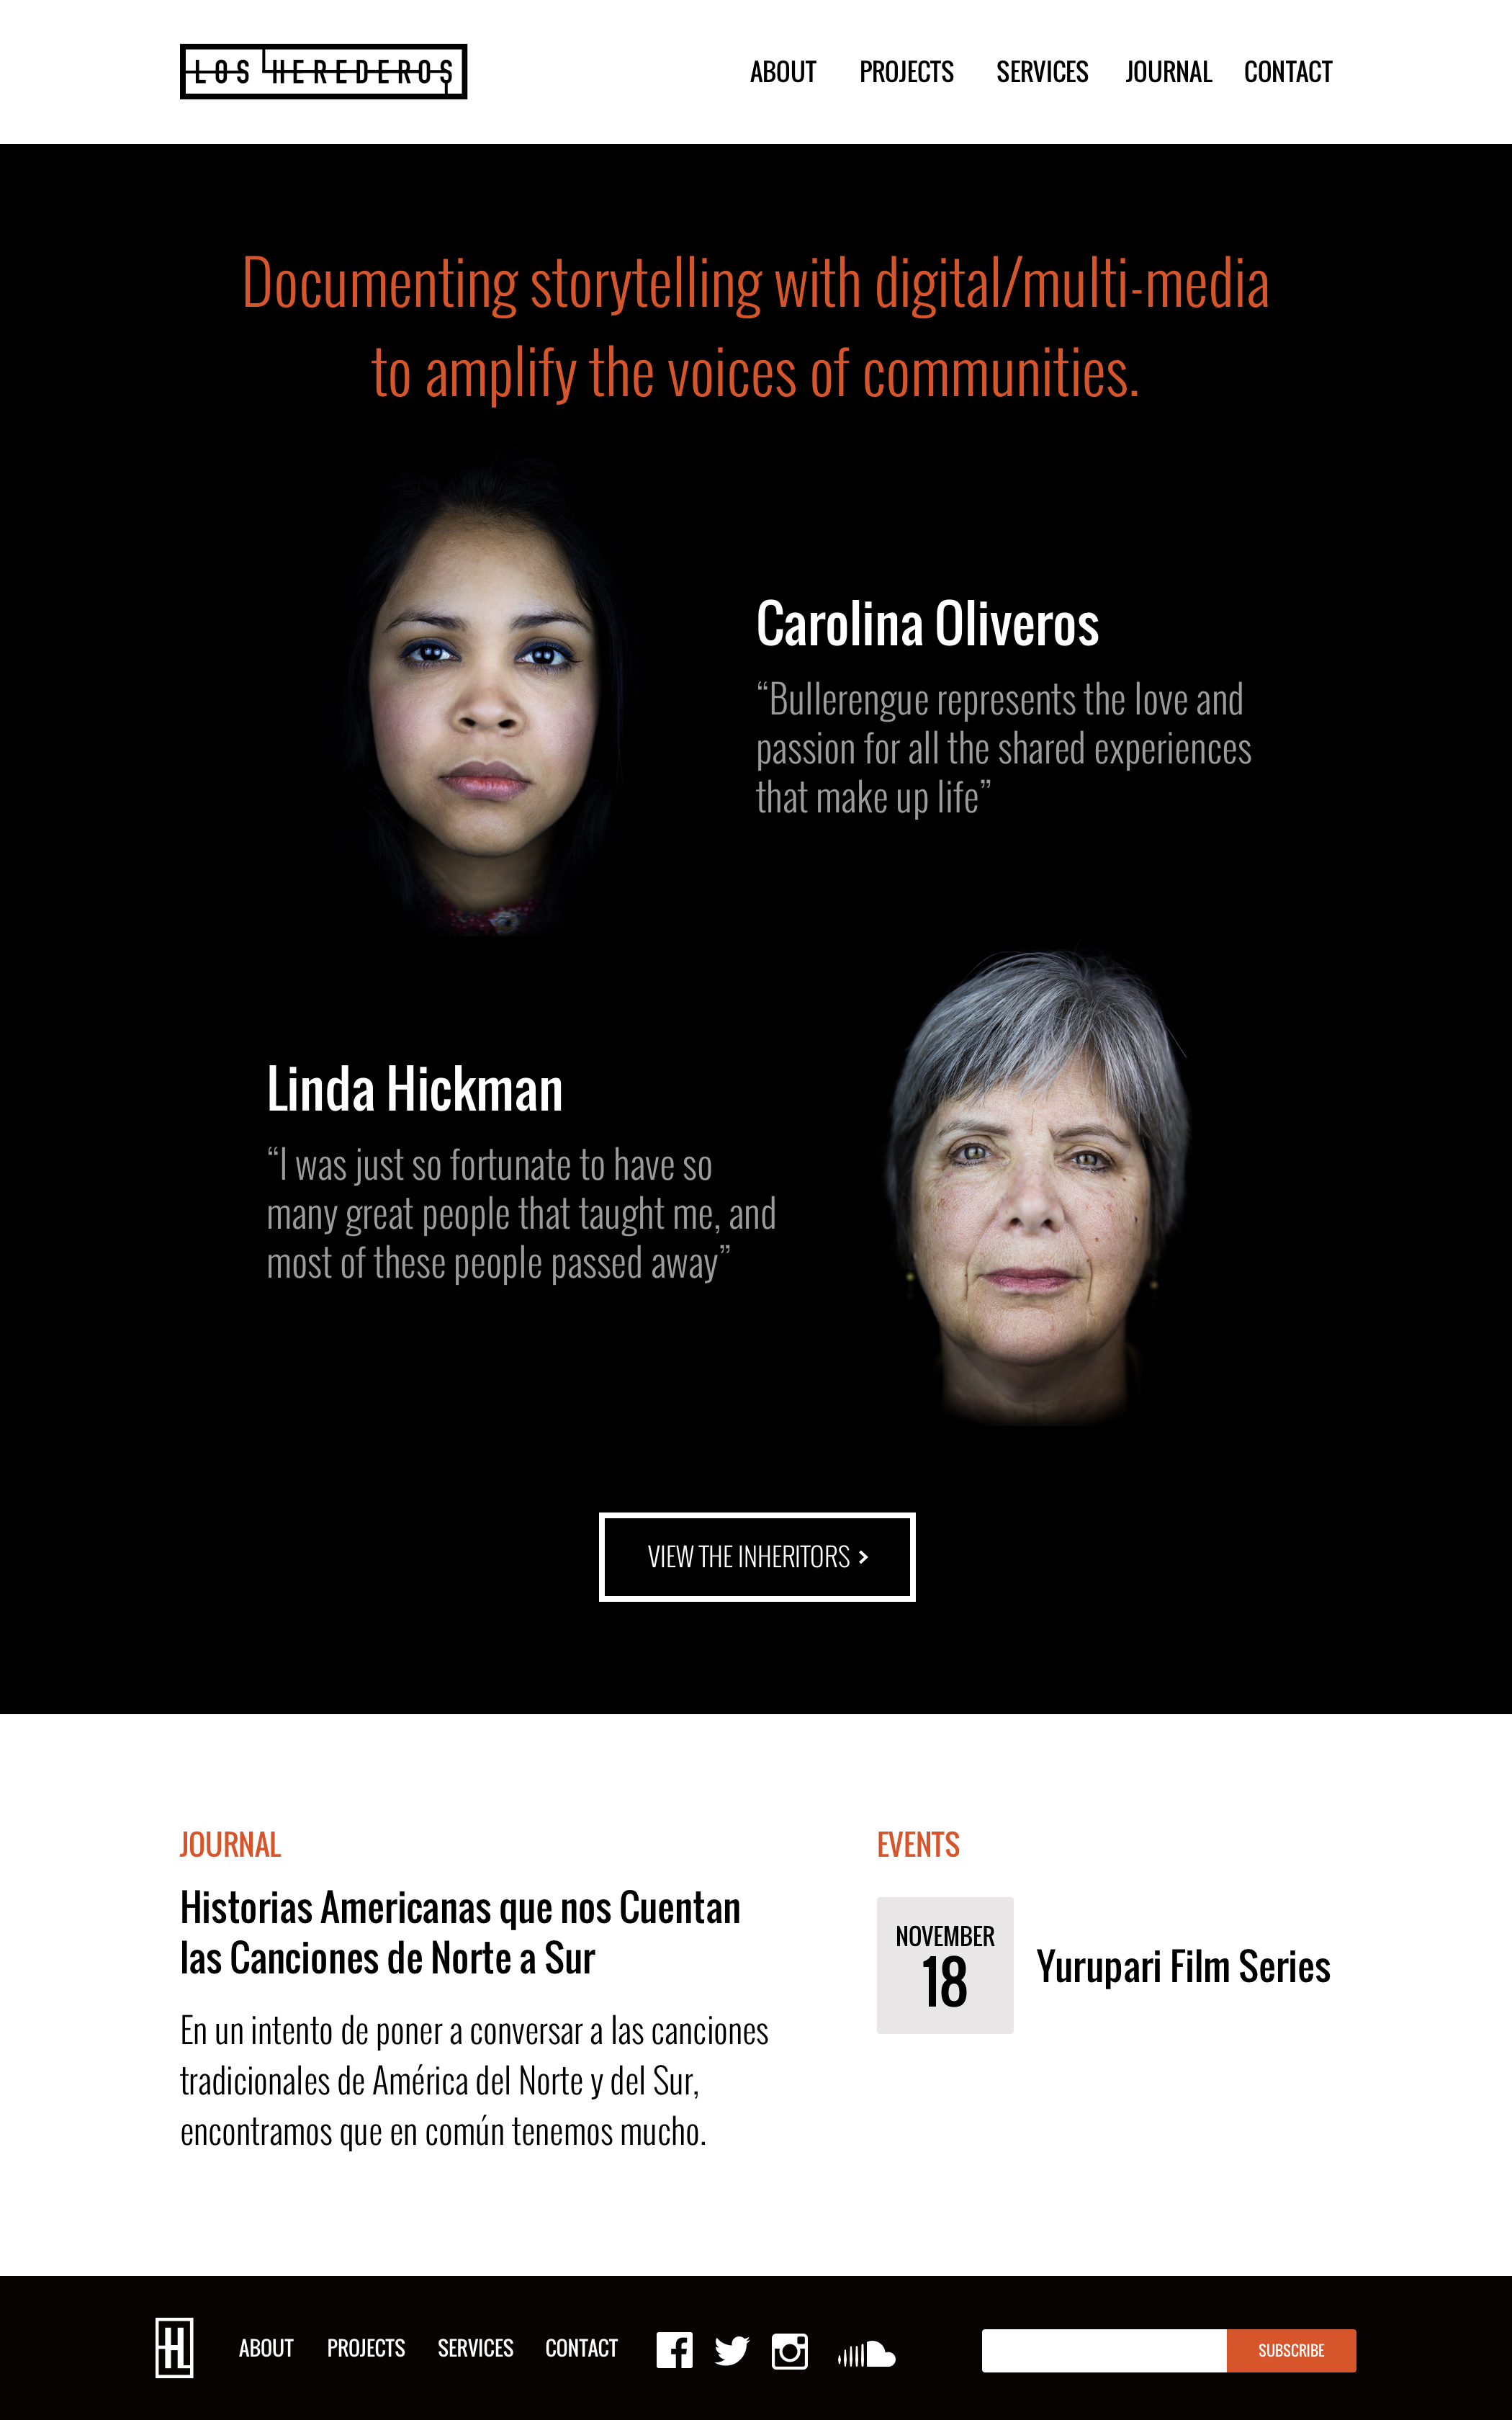 LOS HEREDEROS
ABOUT PROJECTS SERVICES JOURNAL CONTACT
Documenting storytelling with digital/multi-media
to amplify the voices of communities.
Carolina Oliveros
“Bullerengue represents the love and
passion for all the shared experiences
that make up life”
Linda Hickman
“I was just so fortunate to have so
many great people that taught me, and
most of these people passed away”
VIEW THE INHERITORS >
JOURNAL
Historias Americanas que nos Cuentan
las Canciones de Norte a Sur
En un intento de poner a conversar a las canciones
tradicionales de América del Norte y del Sur,
encontramos que en común tenemos mucho.
EVENTS
NOVEMBER
18
Yurupari Film Series
HL
ABOUT PROJECTS SERVICES CONTACT
SUBSCRIBE